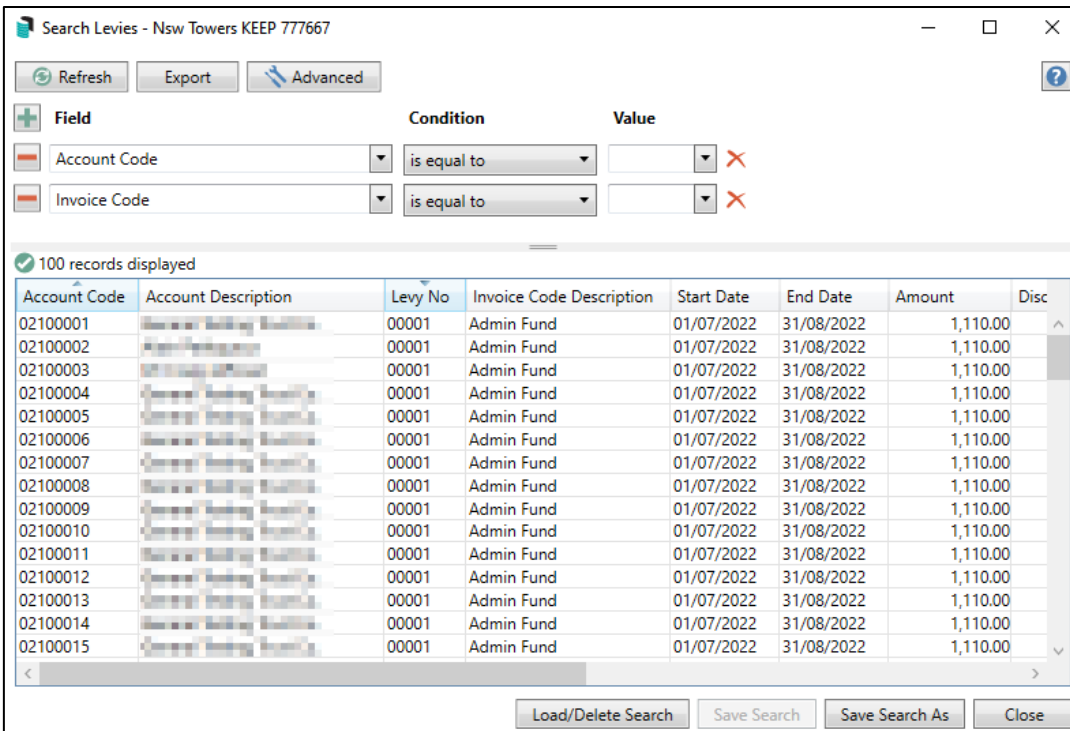 Search Levies - Nsw Towers KEEP 777667
Refresh Export Advanced
Field Condition Value
Account Code is equal to
Invoice Code is equal to
100 records displayed
Account Code Account Description Levy No Invoice Code Description Start Date End Date Amount Disc
02100001 00001 Admin Fund 01/07/2022 31/08/2022 1,110.00
02100002 00001 Admin Fund 01/07/2022 31/08/2022 1,110.00
02100003 00001 Admin Fund 01/07/2022 31/08/2022 1,110.00
02100004 00001 Admin Fund 01/07/2022 31/08/2022 1,110.00
02100005 00001 Admin Fund 01/07/2022 31/08/2022 1,110.00
02100006 00001 Admin Fund 01/07/2022 31/08/2022 1,110.00
02100007 00001 Admin Fund 01/07/2022 31/08/2022 1,110.00
02100008 00001 Admin Fund 01/07/2022 31/08/2022 1,110.00
02100009 00001 Admin Fund 01/07/2022 31/08/2022 1,110.00
02100010 00001 Admin Fund 01/07/2022 31/08/2022 1,110.00
02100011 00001 Admin Fund 01/07/2022 31/08/2022 1,110.00
02100012 00001 Admin Fund 01/07/2022 31/08/2022 1,110.00
02100013 00001 Admin Fund 01/07/2022 31/08/2022 1,110.00
02100014 00001 Admin Fund 01/07/2022 31/08/2022 1,110.00
02100015 00001 Admin Fund 01/07/2022 31/08/2022 1,110.00
Load/Delete Search Save Search Save Search As Close